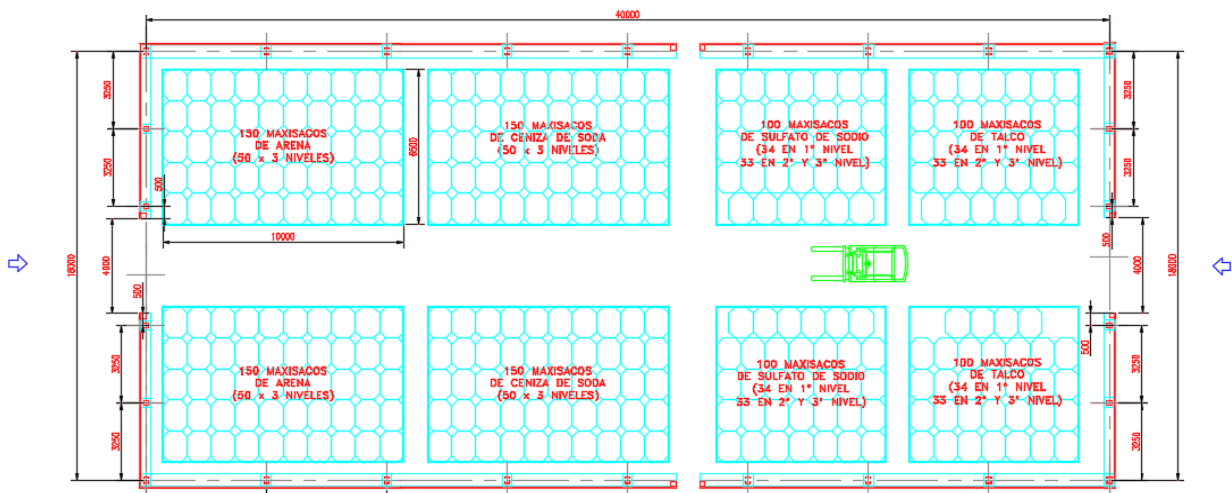 40000
3250
3250
500
6500
10000
150 MAXISACOS
DE ARENA
(50 x 3 NIVELES)
150 MAXISACOS
DE CENIZA DE SODA
(50 x 3 NIVELES)
100 MAXISACOS
DE SULFATO DE SODIO
(34 EN 1° NIVEL
33 EN 2° Y 3° NIVEL)
100 MAXISACOS
DE TALCO
(34 EN 1° NIVEL
33 EN 2° Y 3° NIVEL)
3250
3250
500
18000
4000
500
4000
18000
3250
3250
150 MAXISACOS
DE ARENA
(50 x 3 NIVELES)
150 MAXISACOS
DE CENIZA DE SODA
(50 x 3 NIVELES)
100 MAXISACOS
DE SULFATO DE SODIO
(34 EN 1° NIVEL
33 EN 2° Y 3° NIVEL)
100 MAXISACOS
DE TALCO
(34 EN 1° NIVEL
33 EN 2° Y 3° NIVEL)
500
3250
3250